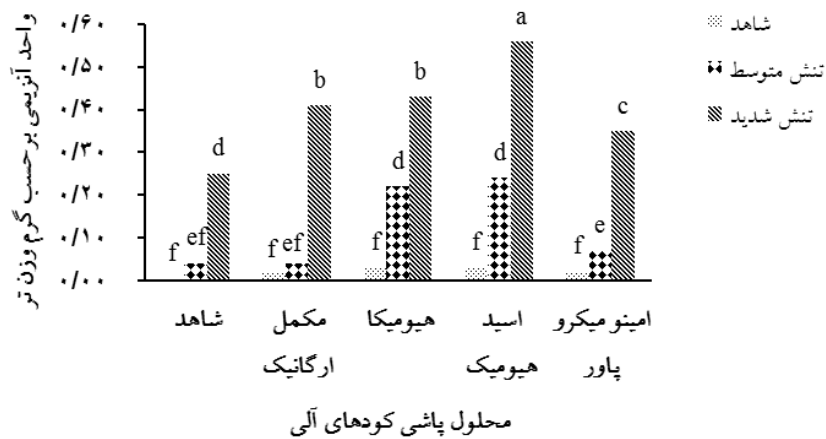 واحد آنزیمی برحسب گرم وزن تر
۰/۶۰
۰/۵۰
۰/۴۰
۰/۳۰
۰/۲۰
۰/۱۰
۰/۰۰
شاهد
تنش متوسط
تنش شدید
f ef d
f ef b
f d b
f d a
f e c
شاهد
مکمل
ارگانیک
هیومیکا
اسید
هیومیک
امینو میکرو
پاور
محلول پاشی کودهای آلی